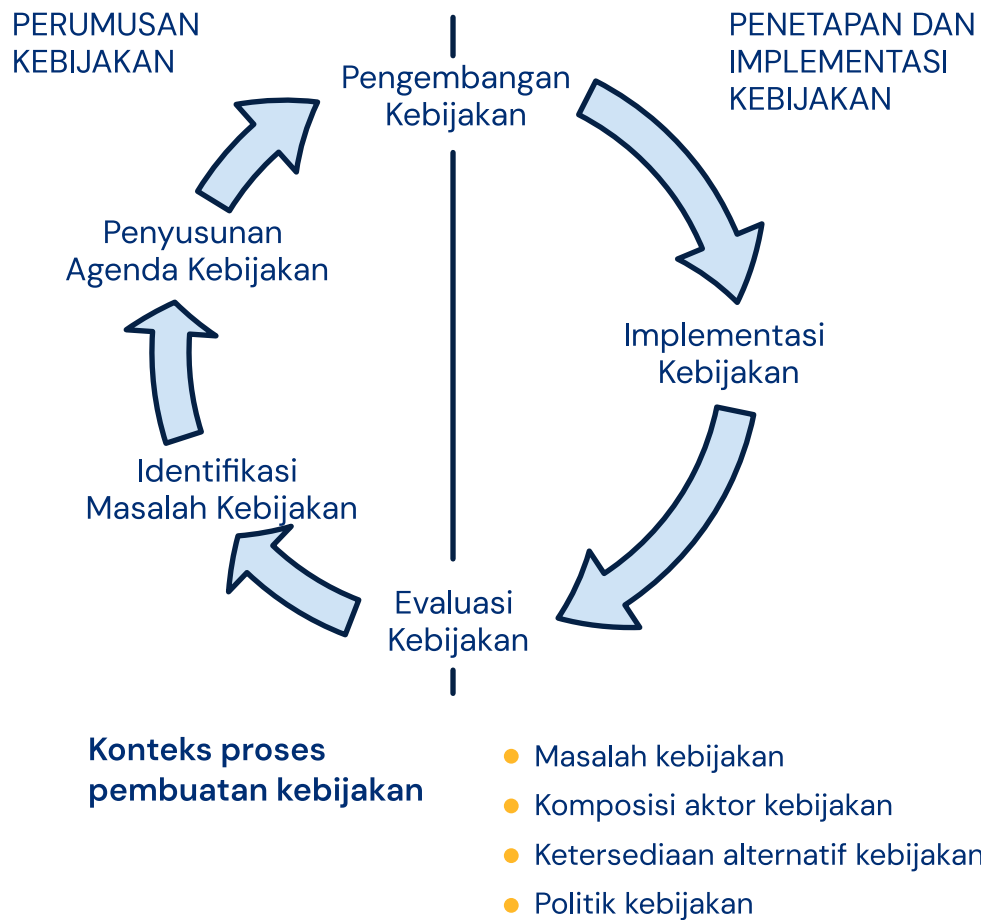 PERUMUSAN
KEBIJAKAN
PENETAPAN DAN
IMPLEMENTASI
KEBIJAKAN
Pengembangan
Kebijakan
Penyusunan
Agenda Kebijakan
Implementasi
Kebijakan
Identifikasi
Masalah Kebijakan
Evaluasi
Kebijakan
Konteks proses
pembuatan kebijakan
Masalah kebijakan
Komposisi aktor kebijakan
Ketersediaan alternatif kebijakan
Politik kebijakan